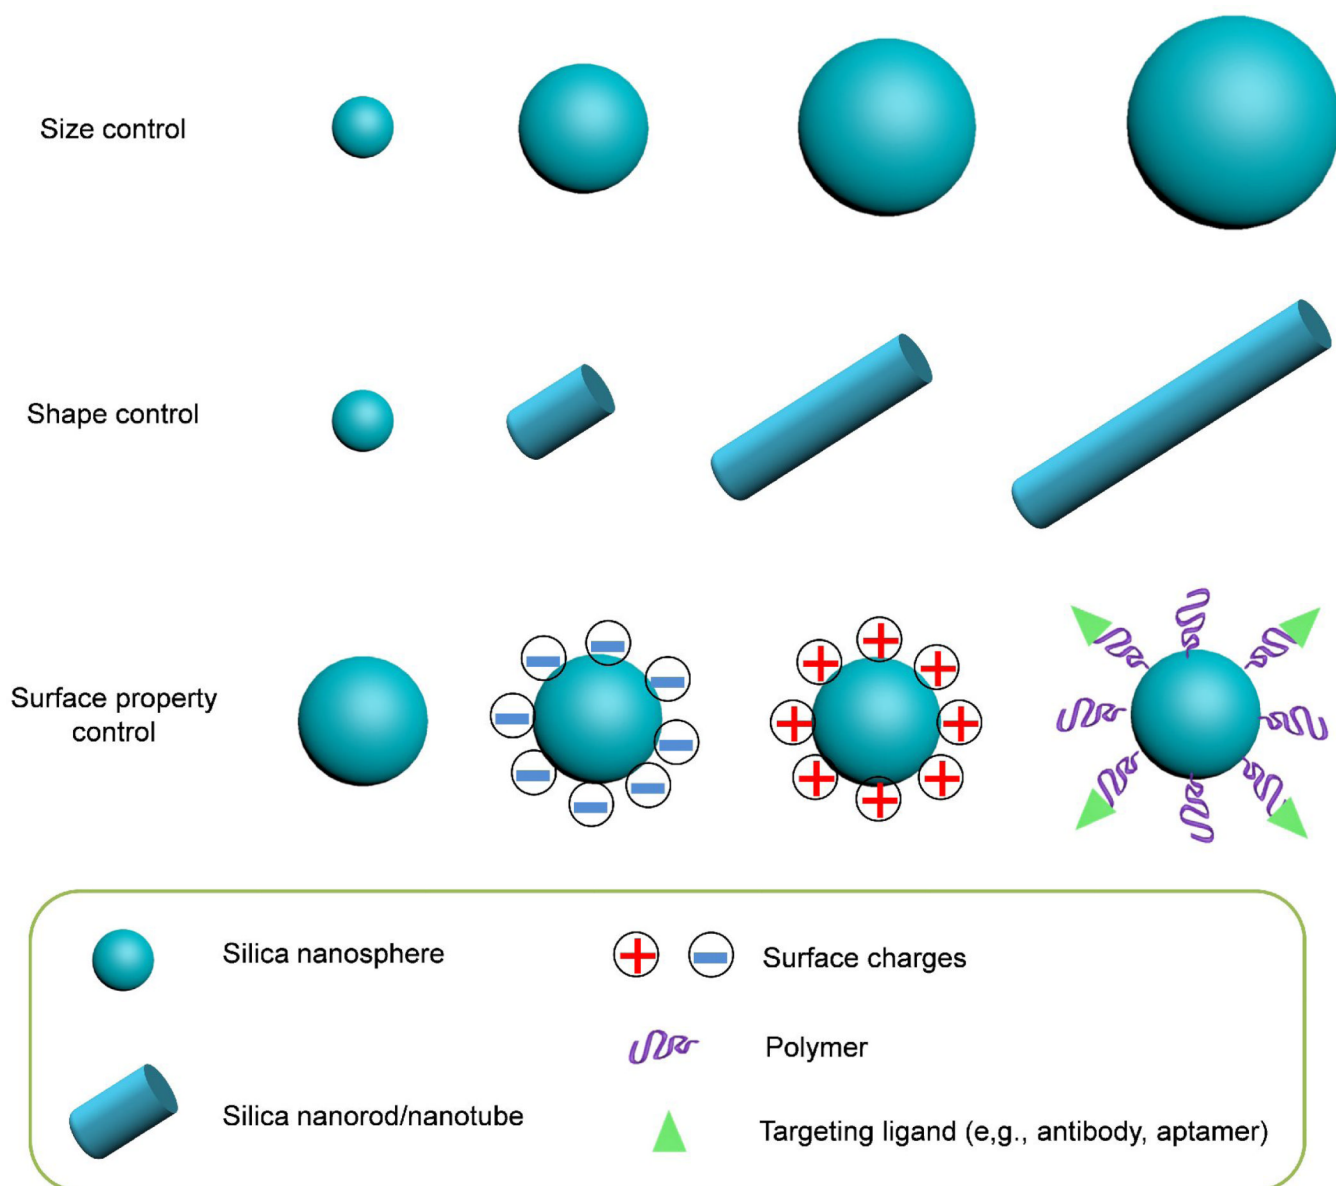 Size control
Shape control
Surface property
control
Silica nanosphere
Surface charges
Polymer
Silica nanorod/nanotube
Targeting ligand (e,g., antibody, aptamer)